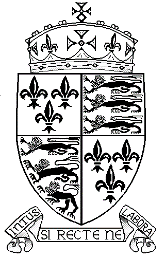 INTUS
SI RECTE NE
LABORA